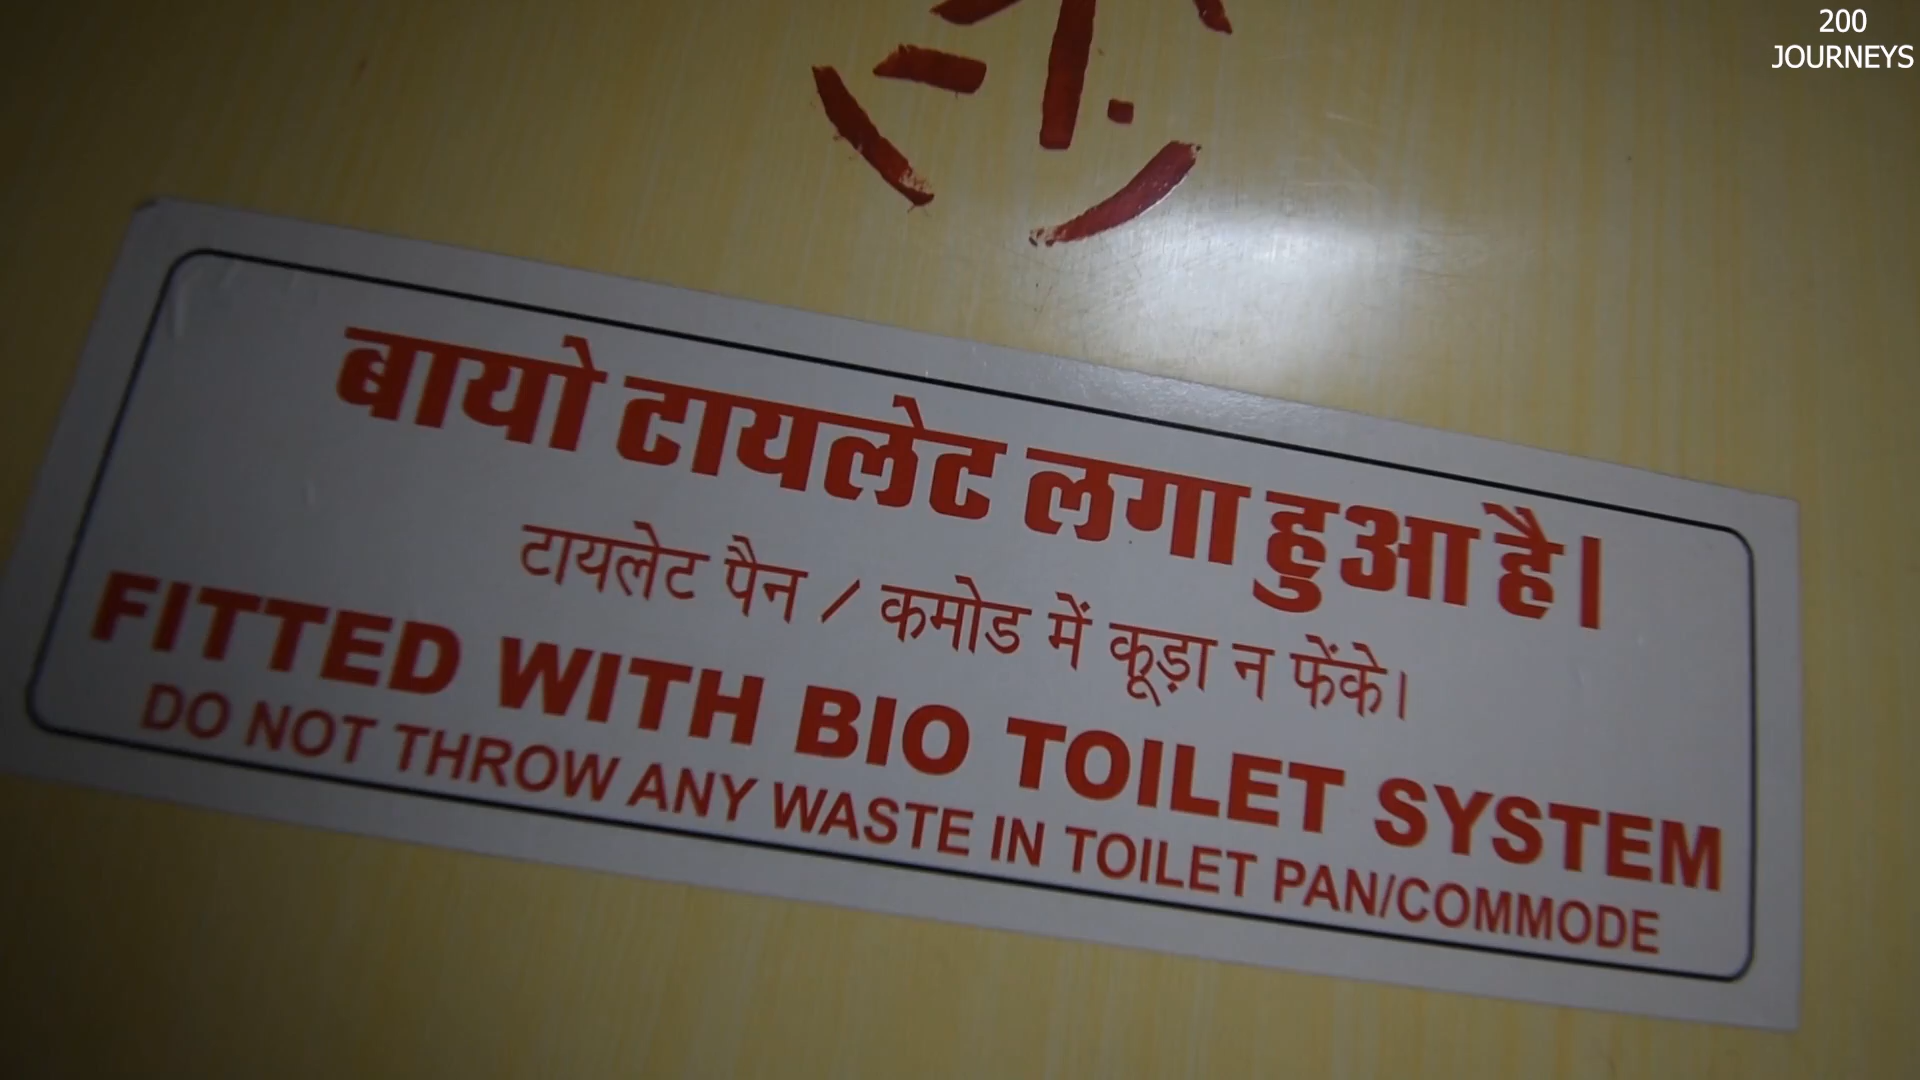 200
JOURNEYS
बायो टायलेट लगा हुआ है।
टायलेट पैन / कमोड में कूड़ा न फेंके।
FITTED WITH BIO TOILET SYSTEM
DO NOT THROW ANY WASTE IN TOILET PAN/COMMODE